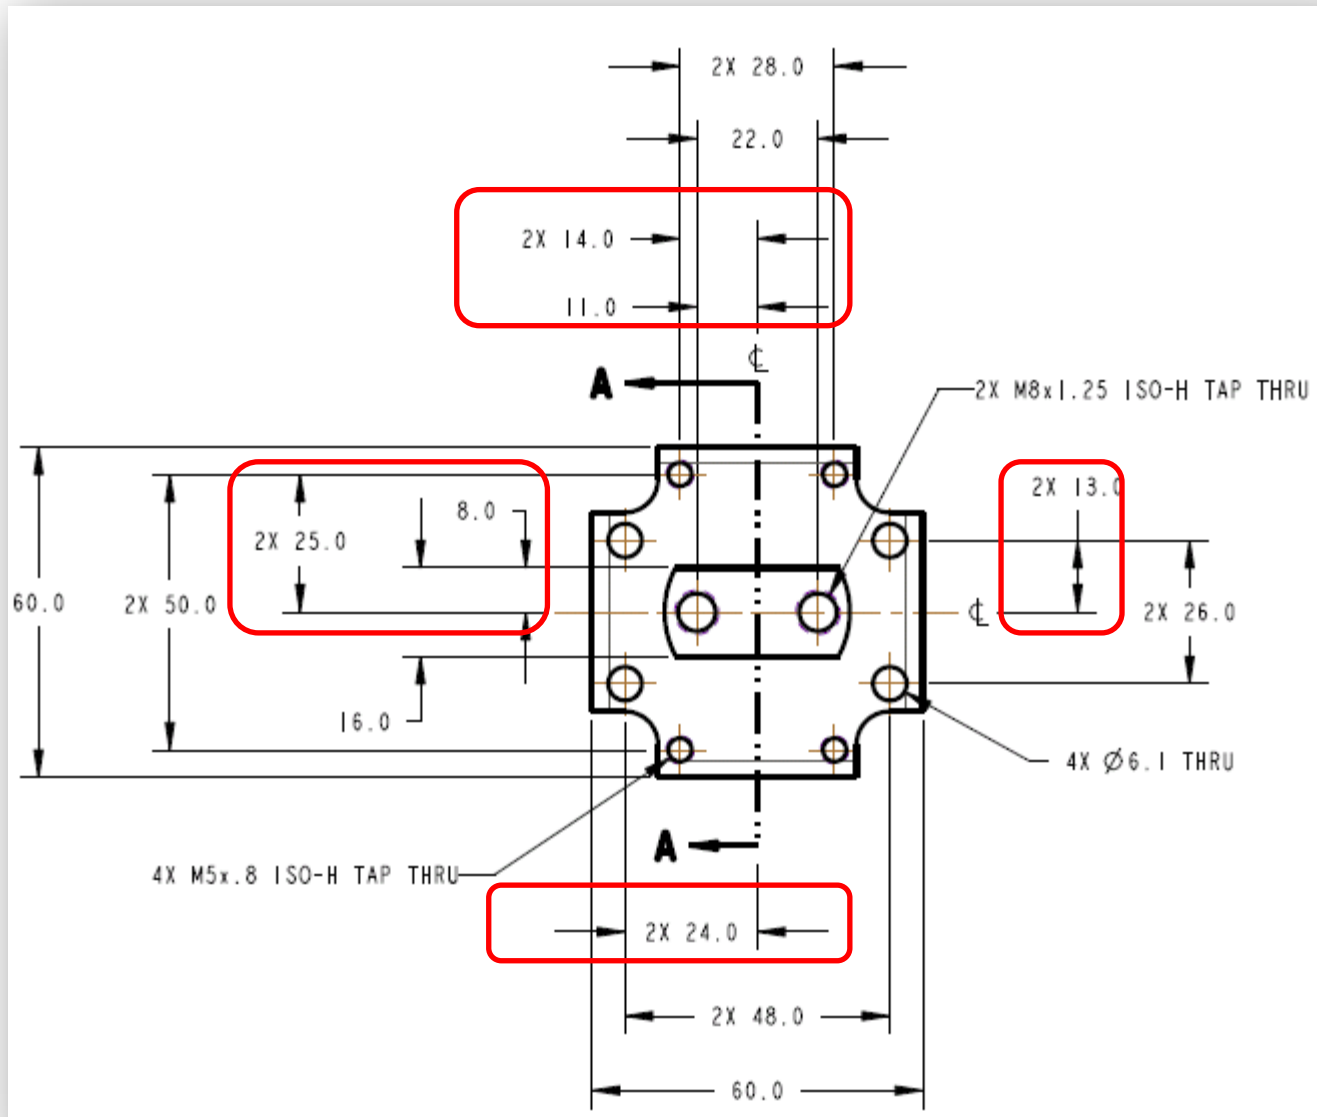 2X 28.0
22.0
2X 14.0
11.0
℄
A
2X M8x1.25 ISO-H TAP THRU
2X 13.0
8.0
2X 25.0
60.0
2X 50.0
℄
2X 26.0
16.0
4X Ø6.1 THRU
A
4X M5x.8 ISO-H TAP THRU
2X 24.0
2X 48.0
60.0